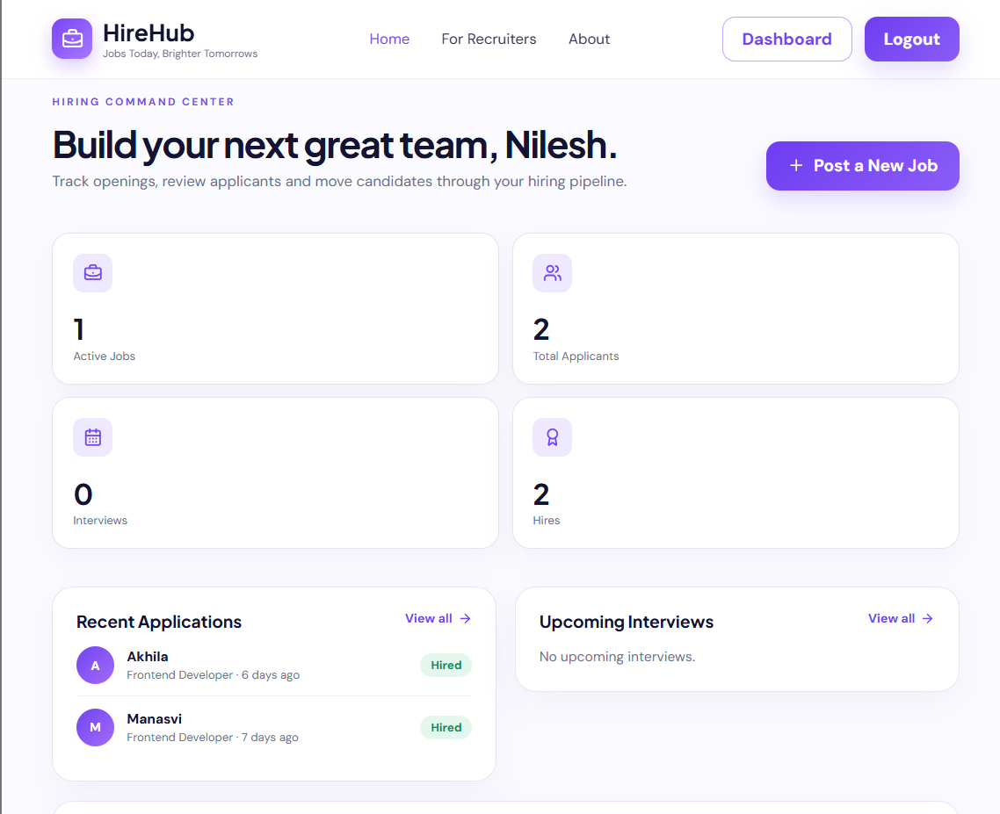 HireHub
Jobs Today, Brighter Tomorrows
Home
For Recruiters
About
Dashboard
Logout
HIRING COMMAND CENTER
Build your next great team, Nilesh.
Track openings, review applicants and move candidates through your hiring pipeline.
+ Post a New Job
1
Active Jobs
2
Total Applicants
0
Interviews
2
Hires
Recent Applications
View all →
A
Akhila
Frontend Developer · 6 days ago
Hired
M
Manasvi
Frontend Developer · 7 days ago
Hired
Upcoming Interviews
View all →
No upcoming interviews.